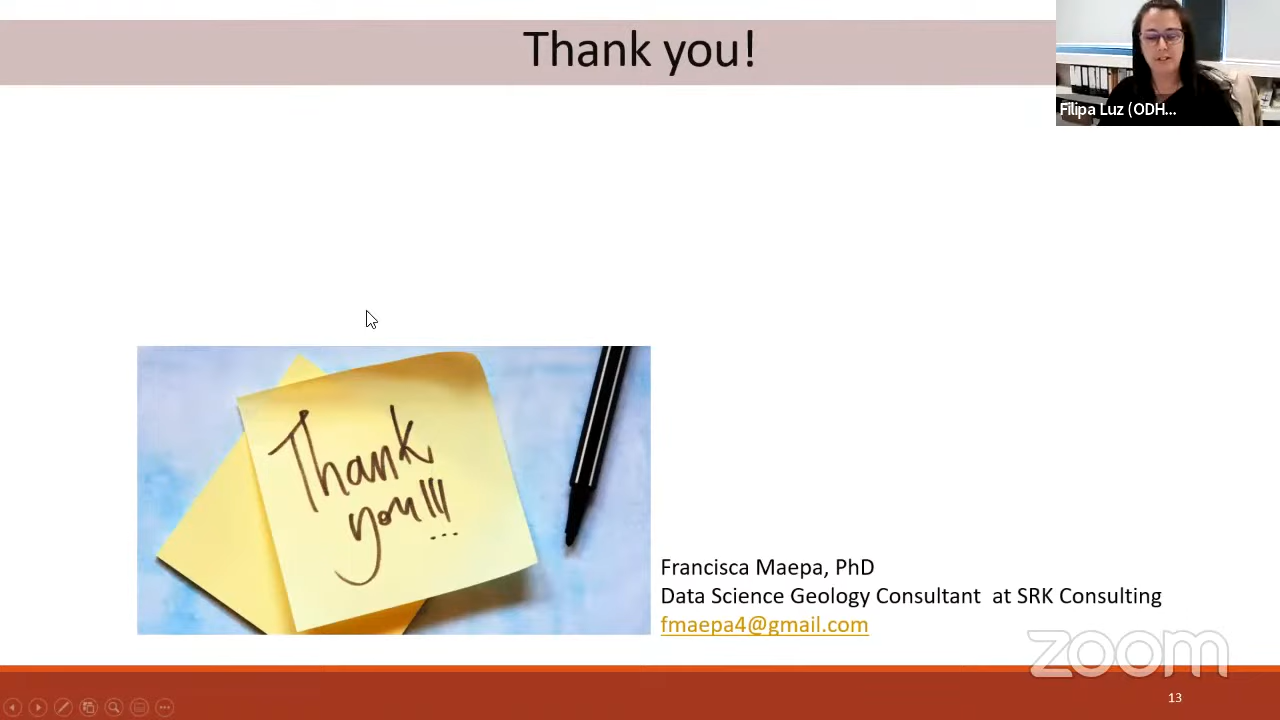 Thank you!
Filipa Luz (ODH...
Thank
you!!!
Francisca Maepa, PhD
Data Science Geology Consultant at SRK Consulting
fmaepa4@gmail.com
zoom
13